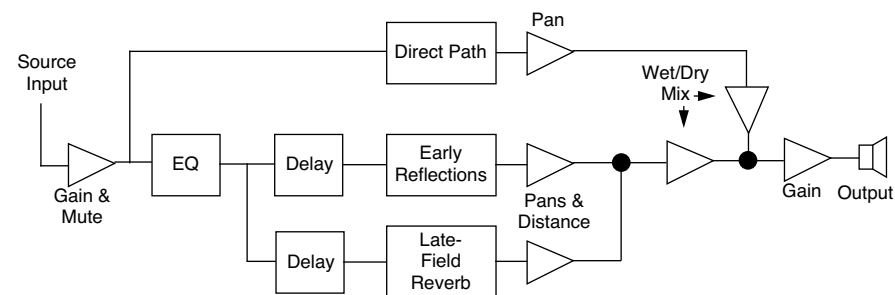 Source
Input
Gain &
Mute
Direct Path
Pan
Wet/Dry
Mix
EQ
Delay
Early
Reflections
Pans &
Distance
Delay
Late-
Field
Reverb
Gain
Output